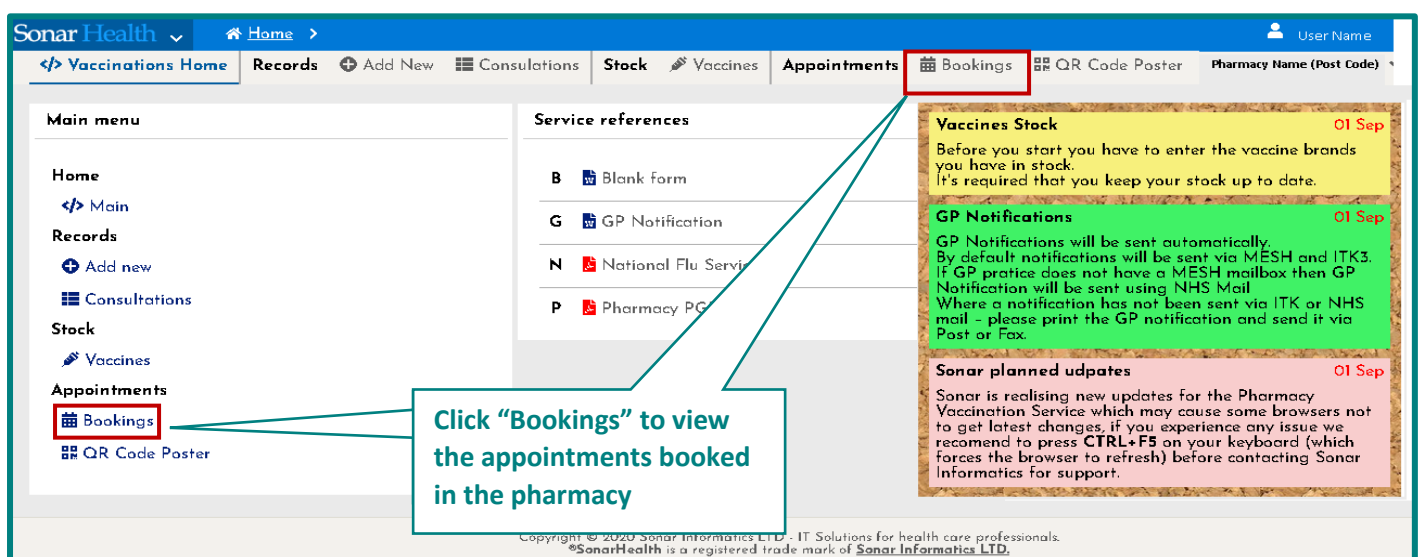 Sonar Health Home > User Name
</> Vaccinations Home Records Add New Consulations Stock Vaccines Appointments Bookings QR Code Poster Pharmacy Name (Post Code)
Main menu
Home
</> Main
Records
Add new
Consultations
Stock
Vaccines
Appointments
Bookings
QR Code Poster
Service references
B Blank form
G GP Notification
N National Flu Servi
P Pharmacy PG
Click “Bookings” to view
the appointments booked
in the pharmacy
Vaccines Stock 01 Sep
Before you start you have to enter the vaccine brands
you have in stock.
It's required that you keep your stock up to date.
GP Notifications 01 Sep
GP Notifications will be sent automatically.
By default notifications will be sent via MESH and ITK3.
If GP pratice does not have a MESH mailbox then GP
Notification will be sent using NHS Mail
Where a notification has not been sent via ITK or NHS
mail - please print the GP notification and send it via
Post or Fax.
Sonar planned udpates 01 Sep
Sonar is realising new updates for the Pharmacy
Vaccination Service which may cause some browsers not
to get latest changes, if you experience any issue we
recomend to press CTRL+F5 on your keyboard (which
forces the browser to refresh) before contacting Sonar
Informatics for support.
Copyright © 2020 Sonar Informatics LTD - IT Solutions for health care professionals.
®SonarHealth is a registered trade mark of Sonar Informatics LTD.